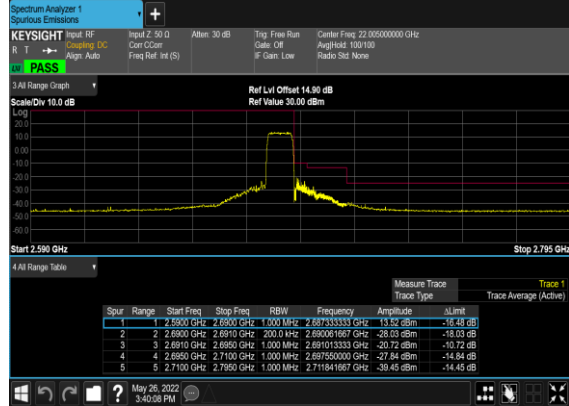 Spectrum Analyzer 1
Spurious Emissions
KEYSIGHT Input: RF Input Z: 50 Ω Atten: 30 dB Trig: Free Run Center Freq: 22.005000000 GHz
R T Coupling: DC Corr CCorr Gate: Off Avg|Hold: 100/100
Align: Auto Freq Ref: Int (S) IF Gain: Low Radio Std: None
PASS
3 All Range Graph
Ref Lvl Offset 14.90 dB
Scale/Div 10.0 dB Ref Value 30.00 dBm
Log
20.0
10.0
0.00
-10.0
-20.0
-30.0
-40.0
-50.0
-60.0
Start 2.590 GHz Stop 2.795 GHz
4 All Range Table
Measure Trace Trace 1
Trace Type Trace Average (Active)
Spur Range Start Freq Stop Freq RBW Frequency Amplitude ΔLimit
1 1 2.5900 GHz 2.6900 GHz 1.000 MHz 2.687333333 GHz 13.52 dBm -16.48 dB
2 2 2.6900 GHz 2.6910 GHz 200.0 kHz 2.690061667 GHz -28.03 dBm -18.03 dB
3 3 2.6910 GHz 2.6950 GHz 1.000 MHz 2.691013333 GHz -20.72 dBm -10.72 dB
4 4 2.6950 GHz 2.7100 GHz 1.000 MHz 2.697550000 GHz -27.84 dBm -14.84 dB
5 5 2.7100 GHz 2.7950 GHz 1.000 MHz 2.711841667 GHz -39.45 dBm -14.45 dB
? May 26, 2022
3:40:08 PM